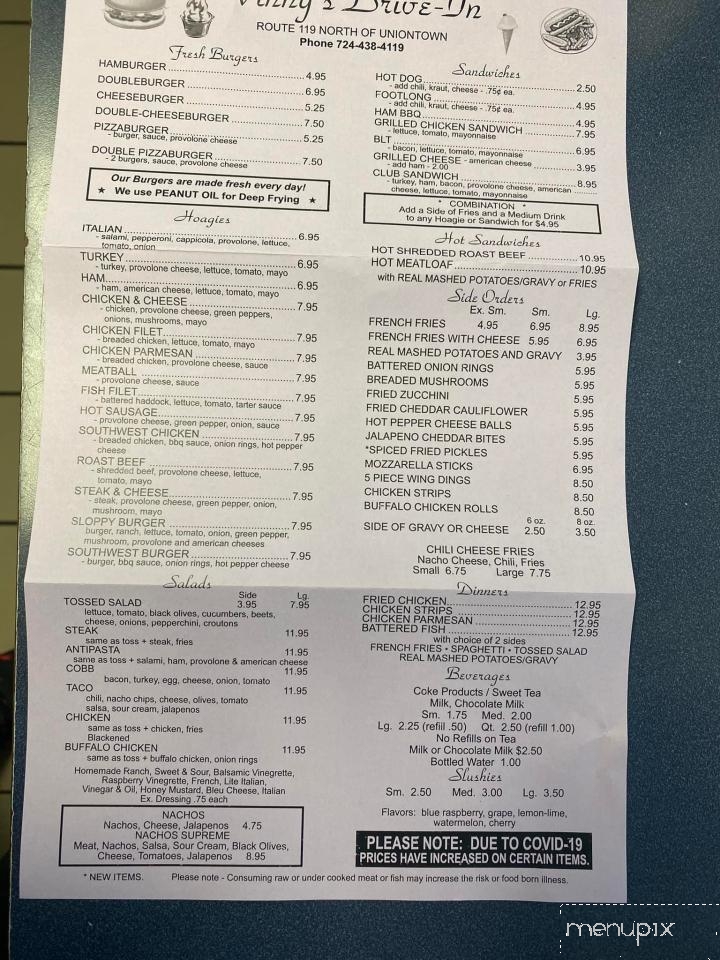 Vinny's Drive-In
ROUTE 119 NORTH OF UNIONTOWN
Phone 724-438-4119
Fresh Burgers
HAMBURGER 4.95
DOUBLEBURGER 6.95
CHEESEBURGER 5.25
DOUBLE-CHEESEBURGER 7.50
PIZZABURGER 5.25
- burger, sauce, provolone cheese
DOUBLE PIZZABURGER 7.50
- 2 burgers, sauce, provolone cheese
Our Burgers are made fresh every day!
★ We use PEANUT OIL for Deep Frying ★
Hoagies
ITALIAN 6.95
- salami, pepperoni, cappicola, provolone, lettuce,
tomato, onion
TURKEY 6.95
- turkey, provolone cheese, lettuce, tomato, mayo
HAM 6.95
- ham, american cheese, lettuce, tomato, mayo
CHICKEN & CHEESE 7.95
- chicken, provolone cheese, green peppers,
onions, mushrooms, mayo
CHICKEN FILET 7.95
- breaded chicken, lettuce, tomato, mayo
CHICKEN PARMESAN 7.95
- breaded chicken, provolone cheese, sauce
MEATBALL 7.95
- provolone cheese, sauce
FISH FILET 7.95
- battered haddock, lettuce, tomato, tarter sauce
HOT SAUSAGE 7.95
- provolone cheese, green pepper, onion, sauce
SOUTHWEST CHICKEN 7.95
- breaded chicken, bbq sauce, onion rings, hot pepper
cheese
ROAST BEEF 7.95
- shredded beef, provolone cheese, lettuce,
tomato, mayo
STEAK & CHEESE 7.95
- steak, provolone cheese, green pepper, onion,
mushroom, mayo
SLOPPY BURGER 7.95
burger, ranch, lettuce, tomato, onion, green pepper,
mushroom, provolone and american cheeses
SOUTHWEST BURGER 7.95
- burger, bbq sauce, onion rings, hot pepper cheese
Salads
Side Lg.
TOSSED SALAD 3.95 7.95
lettuce, tomato, black olives, cucumbers, beets,
cheese, onions, pepperchini, croutons
STEAK 11.95
same as toss + steak, fries
ANTIPASTA 11.95
same as toss + salami, ham, provolone & american cheese
COBB 11.95
bacon, turkey, egg, cheese, onion, tomato
TACO 11.95
chili, nacho chips, cheese, olives, tomato
salsa, sour cream, jalapenos
CHICKEN 11.95
same as toss + chicken, fries
Blackened
BUFFALO CHICKEN 11.95
same as toss + buffalo chicken, onion rings
Homemade Ranch, Sweet & Sour, Balsamic Vinegrette,
Raspberry Vinegrette, French, Lite Italian,
Vinegar & Oil, Honey Mustard, Bleu Cheese, Italian
Ex. Dressing .75 each
NACHOS
Nachos, Cheese, Jalapenos 4.75
NACHOS SUPREME
Meat, Nachos, Salsa, Sour Cream, Black Olives,
Cheese, Tomatoes, Jalapenos 8.95
Sandwiches
HOT DOG 2.50
- add chili, kraut, cheese - .75¢ ea.
FOOTLONG 4.95
- add chili, kraut, cheese - .75¢ ea.
HAM BBQ 4.95
GRILLED CHICKEN SANDWICH 7.95
- lettuce, tomato, mayonnaise
BLT 6.95
- bacon, lettuce, tomato, mayonnaise
GRILLED CHEESE - american cheese 3.95
- add ham - 2.00
CLUB SANDWICH 8.95
- turkey, ham, bacon, provolone cheese, american
cheese, lettuce, tomato, mayonnaise
* COMBINATION *
Add a Side of Fries and a Medium Drink
to any Hoagie or Sandwich for $4.95
Hot Sandwiches
HOT SHREDDED ROAST BEEF 10.95
HOT MEATLOAF 10.95
with REAL MASHED POTATOES/GRAVY or FRIES
Side Orders
Ex. Sm. Sm. Lg.
FRENCH FRIES 4.95 6.95 8.95
FRENCH FRIES WITH CHEESE 5.95 6.95
REAL MASHED POTATOES AND GRAVY 3.95
BATTERED ONION RINGS 5.95
BREADED MUSHROOMS 5.95
FRIED ZUCCHINI 5.95
FRIED CHEDDAR CAULIFLOWER 5.95
HOT PEPPER CHEESE BALLS 5.95
JALAPENO CHEDDAR BITES 5.95
*SPICED FRIED PICKLES 5.95
MOZZARELLA STICKS 6.95
5 PIECE WING DINGS 8.50
CHICKEN STRIPS 8.50
BUFFALO CHICKEN ROLLS 8.50
6 oz. 8 oz.
SIDE OF GRAVY OR CHEESE 2.50 3.50
CHILI CHEESE FRIES
Nacho Cheese, Chili, Fries
Small 6.75 Large 7.75
Dinners
FRIED CHICKEN 12.95
CHICKEN STRIPS 12.95
CHICKEN PARMESAN 12.95
BATTERED FISH 12.95
with choice of 2 sides
FRENCH FRIES • SPAGHETTI • TOSSED SALAD
REAL MASHED POTATOES/GRAVY
Beverages
Coke Products / Sweet Tea
Milk, Chocolate Milk
Sm. 1.75 Med. 2.00
Lg. 2.25 (refill .50) Qt. 2.50 (refill 1.00)
No Refills on Tea
Milk or Chocolate Milk $2.50
Bottled Water 1.00
Slushies
Sm. 2.50 Med. 3.00 Lg. 3.50
Flavors: blue raspberry, grape, lemon-lime,
watermelon, cherry
PLEASE NOTE: DUE TO COVID-19
PRICES HAVE INCREASED ON CERTAIN ITEMS.
* NEW ITEMS. Please note - Consuming raw or under cooked meat or fish may increase the risk or food born illness.
menupix